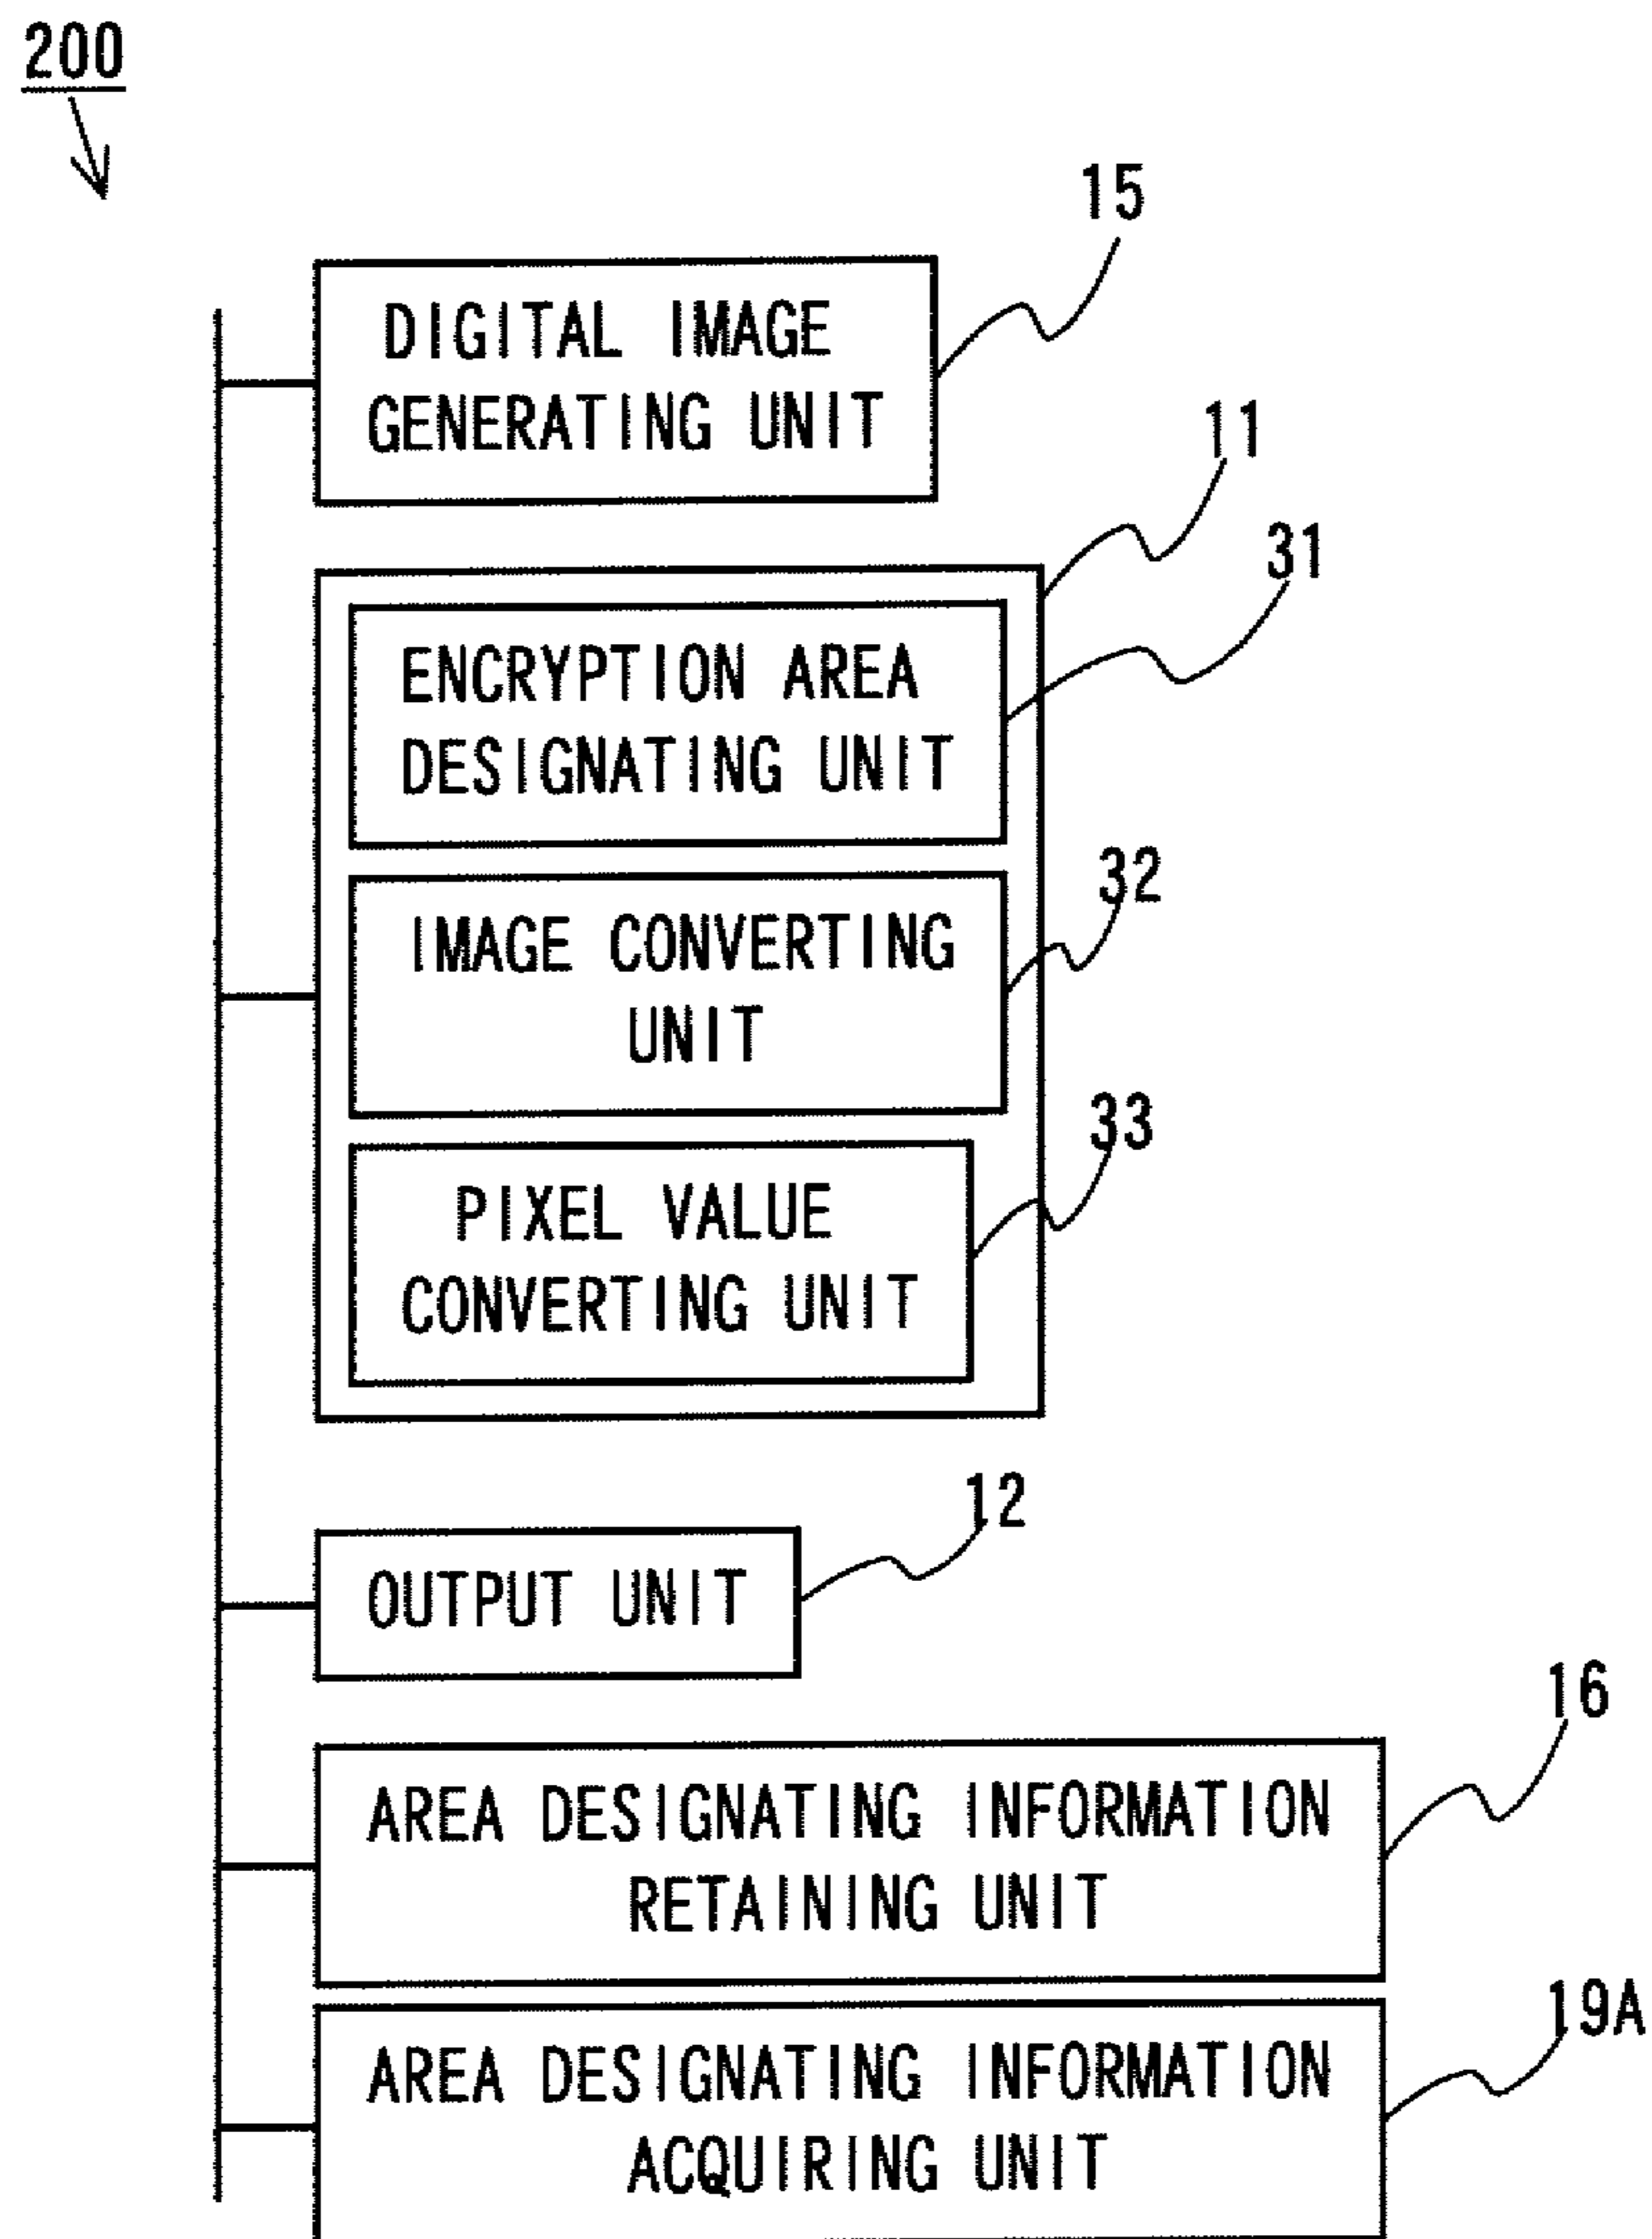 200
15
DIGITAL IMAGE
GENERATING UNIT
11
31
ENCRYPTION AREA
DESIGNATING UNIT
32
IMAGE CONVERTING
UNIT
33
PIXEL VALUE
CONVERTING UNIT
12
OUTPUT UNIT
16
AREA DESIGNATING INFORMATION
RETAINING UNIT
19A
AREA DESIGNATING INFORMATION
ACQUIRING UNIT